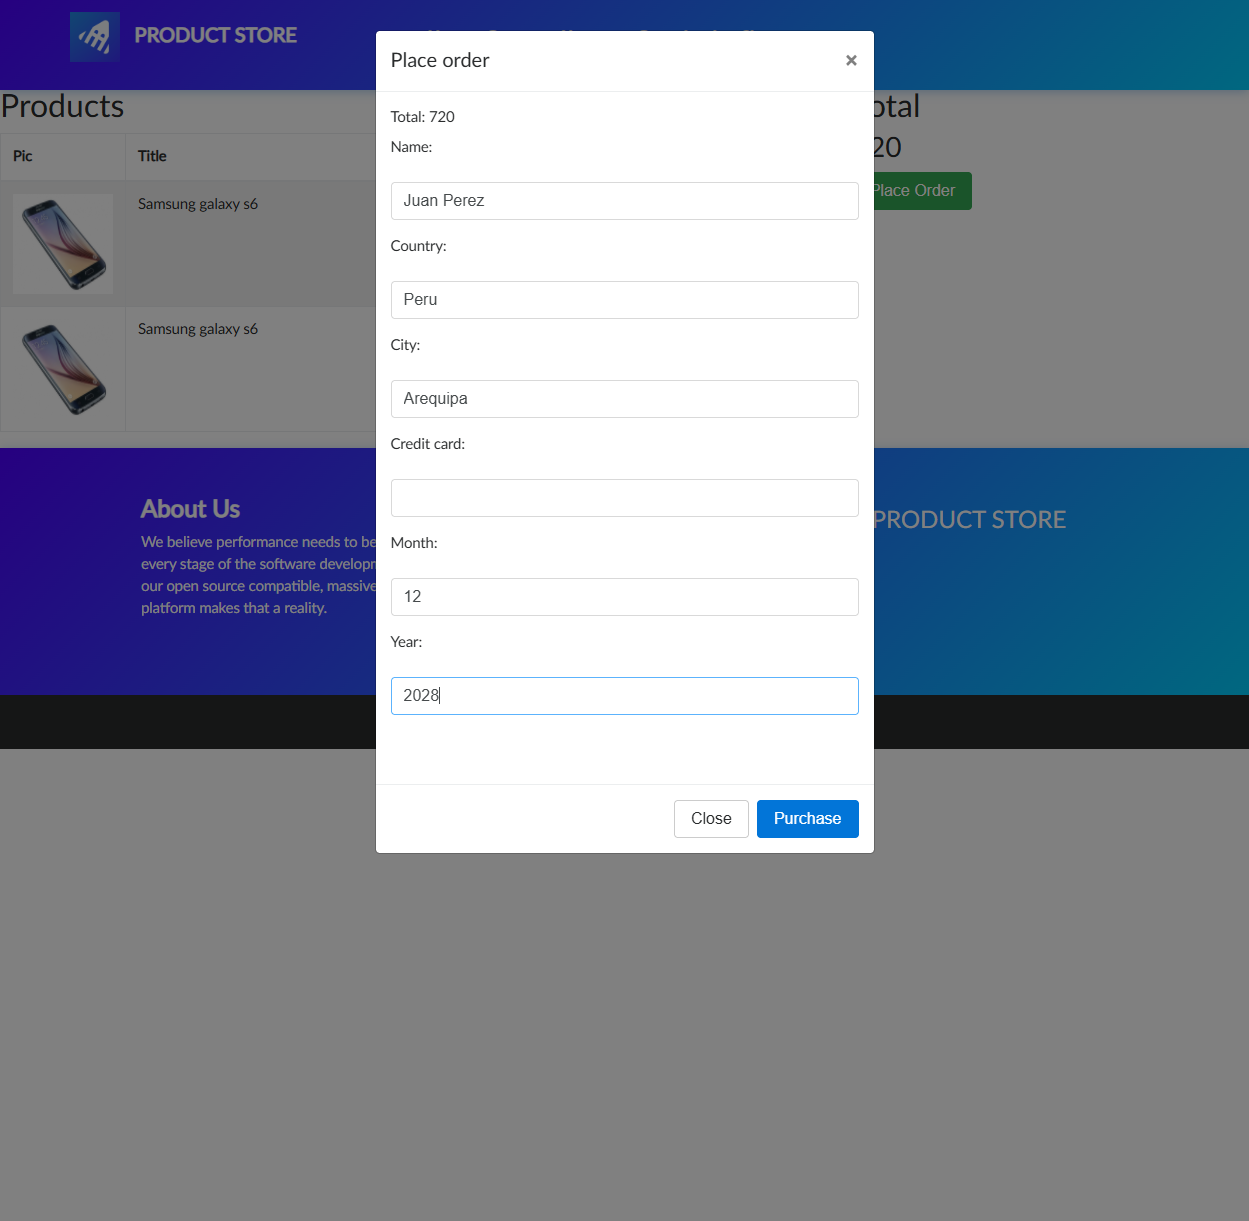 PRODUCT STORE
Products
Pic Title
Samsung galaxy s6
Samsung galaxy s6
Place order ×
Total: 720
Name:
Juan Perez
Country:
Peru
City:
Arequipa
Credit card:
Month:
12
Year:
2028
Close Purchase
otal
20
Place Order
About Us
We believe performance needs to be
every stage of the software developm
our open source compatible, massive
platform makes that a reality.
PRODUCT STORE